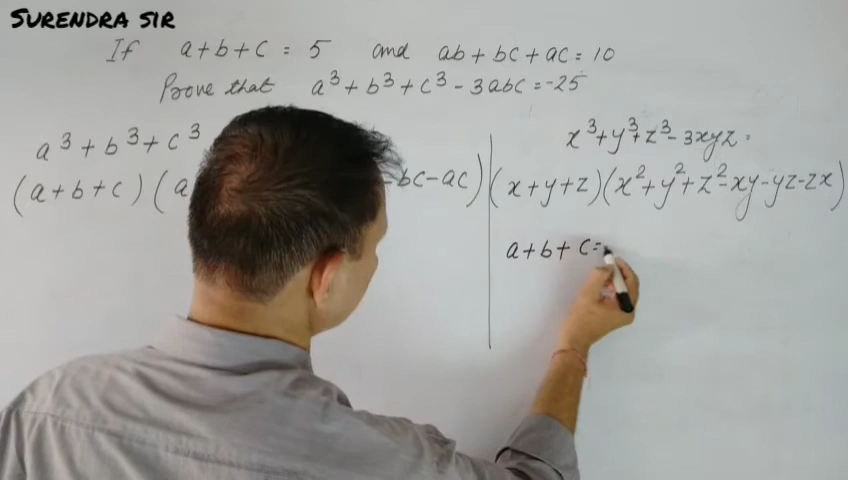 SURENDRA SIR
If a+b+c = 5 and ab+bc+ac=10
Prove that a³+b³+c³-3abc=-25
a³+b³+c³
(a+b+c)(a -bc-ac)
x³+y³+z³-3xyz.
(x+y+z)(x²+y²+z²-xy-yz-zx)
a+b+c=